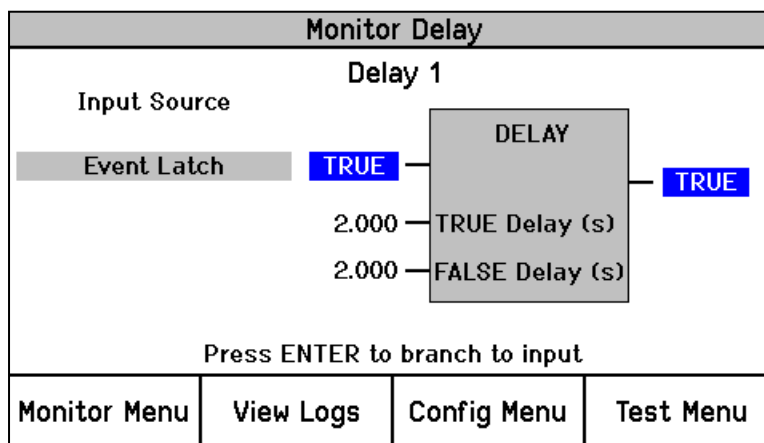 Monitor Delay
Delay 1
Input Source
DELAY
Event Latch TRUE
TRUE
2.000 TRUE Delay (s)
2.000 FALSE Delay (s)
Press ENTER to branch to input
Monitor Menu View Logs Config Menu Test Menu